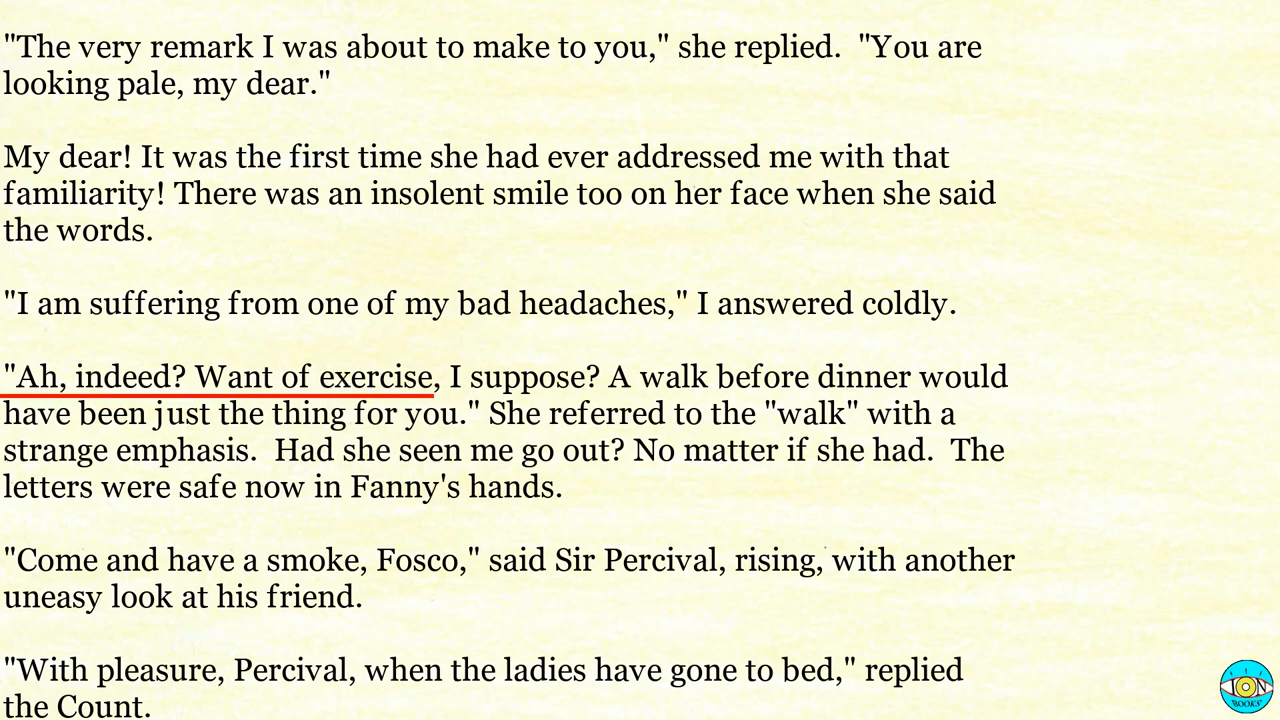 "The very remark I was about to make to you," she replied.  "You are
looking pale, my dear."
My dear! It was the first time she had ever addressed me with that
familiarity! There was an insolent smile too on her face when she said
the words.
"I am suffering from one of my bad headaches," I answered coldly.
"Ah, indeed? Want of exercise, I suppose? A walk before dinner would
have been just the thing for you." She referred to the "walk" with a
strange emphasis.  Had she seen me go out? No matter if she had.  The
letters were safe now in Fanny's hands.
"Come and have a smoke, Fosco," said Sir Percival, rising, with another
uneasy look at his friend.
"With pleasure, Percival, when the ladies have gone to bed," replied
the Count.
ION
BOOKS